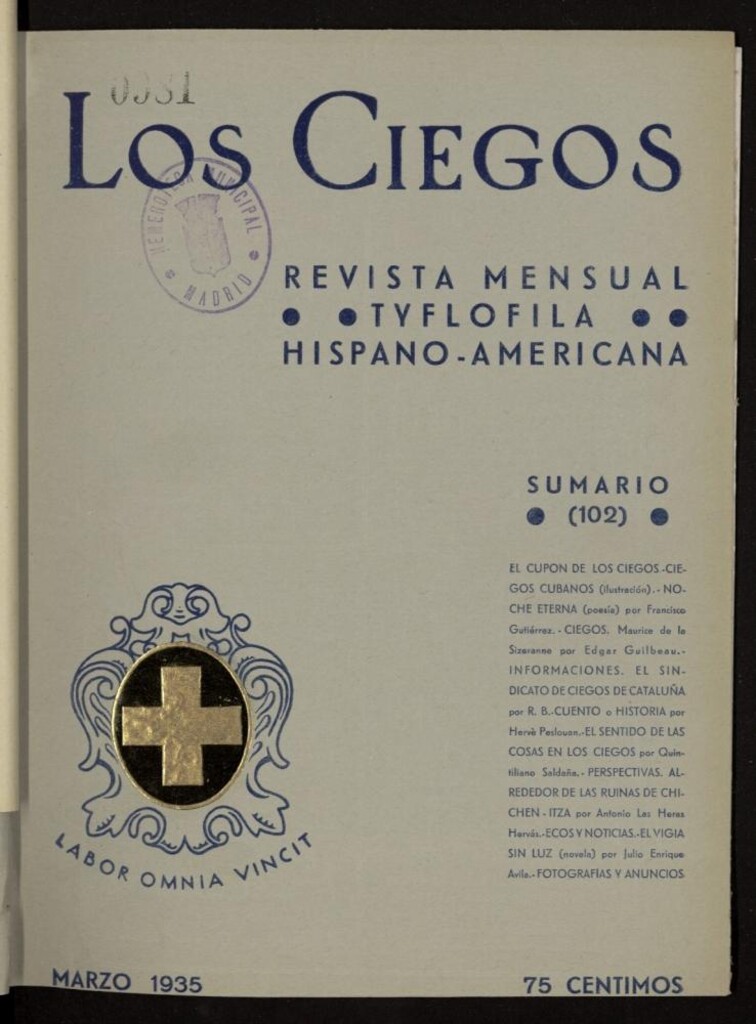 LOS CIEGOS
HEMEROTECA MUNICIPAL
MADRID
REVISTA MENSUAL
TYFLOFILA
HISPANO-AMERICANA
SUMARIO
(102)
EL CUPON DE LOS CIEGOS.-CIE-
GOS CUBANOS (ilustración).-NO-
CHE ETERNA (poesía) por Francisco
Gutiérrez.-CIEGOS. Maurice de la
Sizeranne por Edgar Guilbeau.-
INFORMACIONES. EL SIN-
DICATO DE CIEGOS DE CATALUÑA
por R. B.-CUENTO o HISTORIA por
Hervè Peslouan.-EL SENTIDO DE LAS
COSAS EN LOS CIEGOS por Quin-
tiliano Saldaña.-PERSPECTIVAS. AL-
REDEDOR DE LAS RUINAS DE CHI-
CHEN-ITZA por Antonio Las Heras
Hervás.-ECOS Y NOTICIAS.-EL VIGIA
SIN LUZ (novela) por Julio Enrique
Avila.-FOTOGRAFIAS Y ANUNCIOS
LABOR OMNIA VINCIT
MARZO 1935
75 CENTIMOS